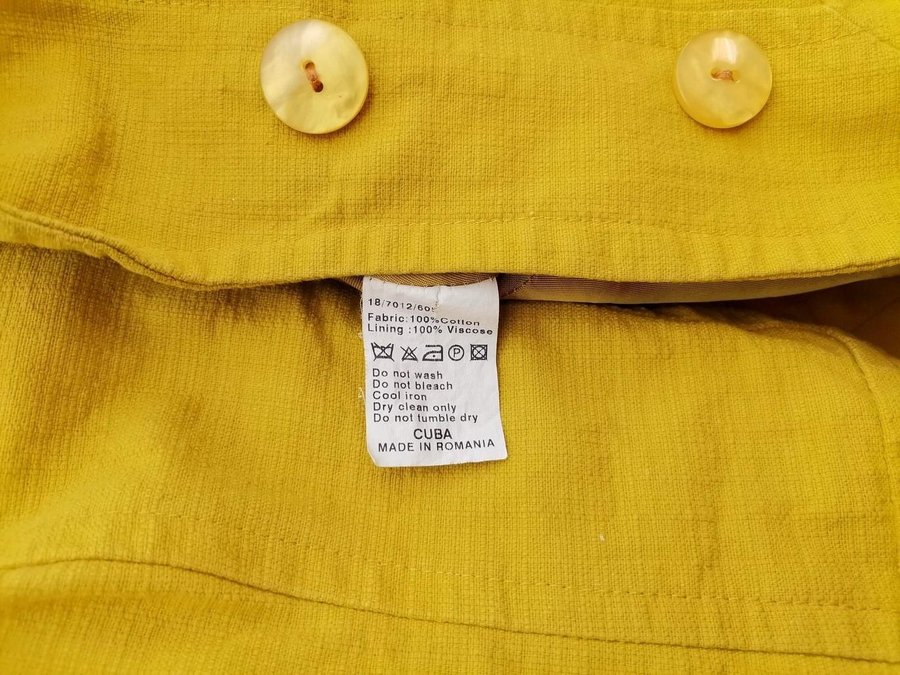 18/7012/60
Fabric:100%Cotton
Lining :100% Viscose
P
Do not wash
Do not bleach
Cool iron
Dry clean only
Do not tumble dry
CUBA
MADE IN ROMANIA